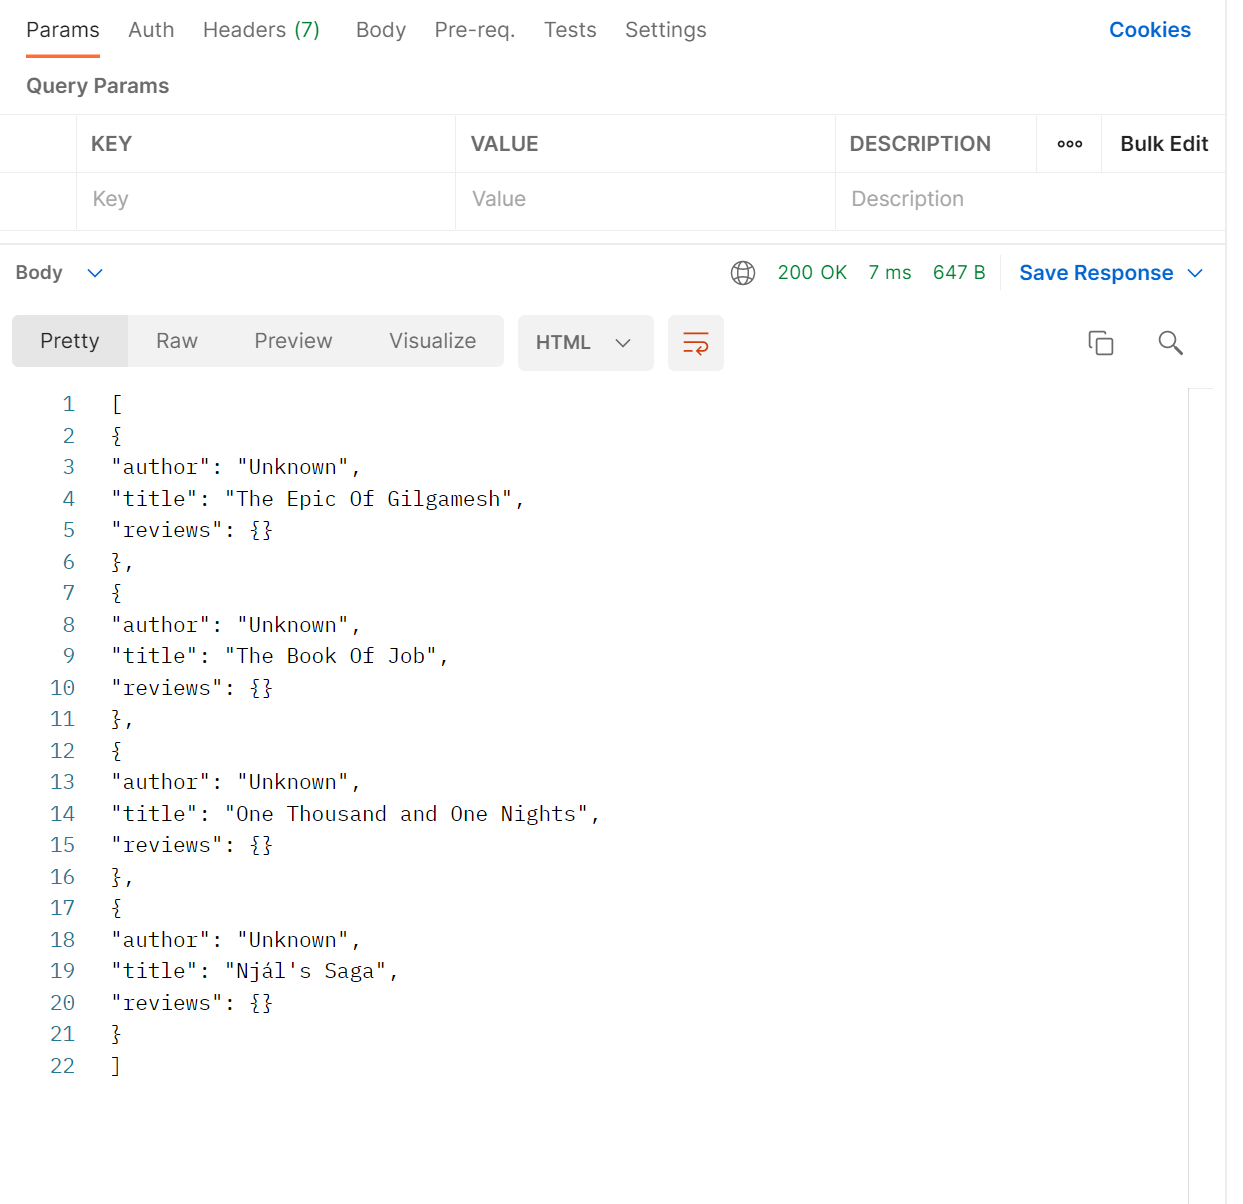 Params Auth Headers (7) Body Pre-req. Tests Settings Cookies
Query Params
KEY VALUE DESCRIPTION ooo Bulk Edit
Key Value Description
Body 200 OK 7 ms 647 B Save Response
Pretty Raw Preview Visualize HTML
1 [
2 {
3 "author": "Unknown",
4 "title": "The Epic Of Gilgamesh",
5 "reviews": {}
6 },
7 {
8 "author": "Unknown",
9 "title": "The Book Of Job",
10 "reviews": {}
11 },
12 {
13 "author": "Unknown",
14 "title": "One Thousand and One Nights",
15 "reviews": {}
16 },
17 {
18 "author": "Unknown",
19 "title": "Njál's Saga",
20 "reviews": {}
21 }
22 ]